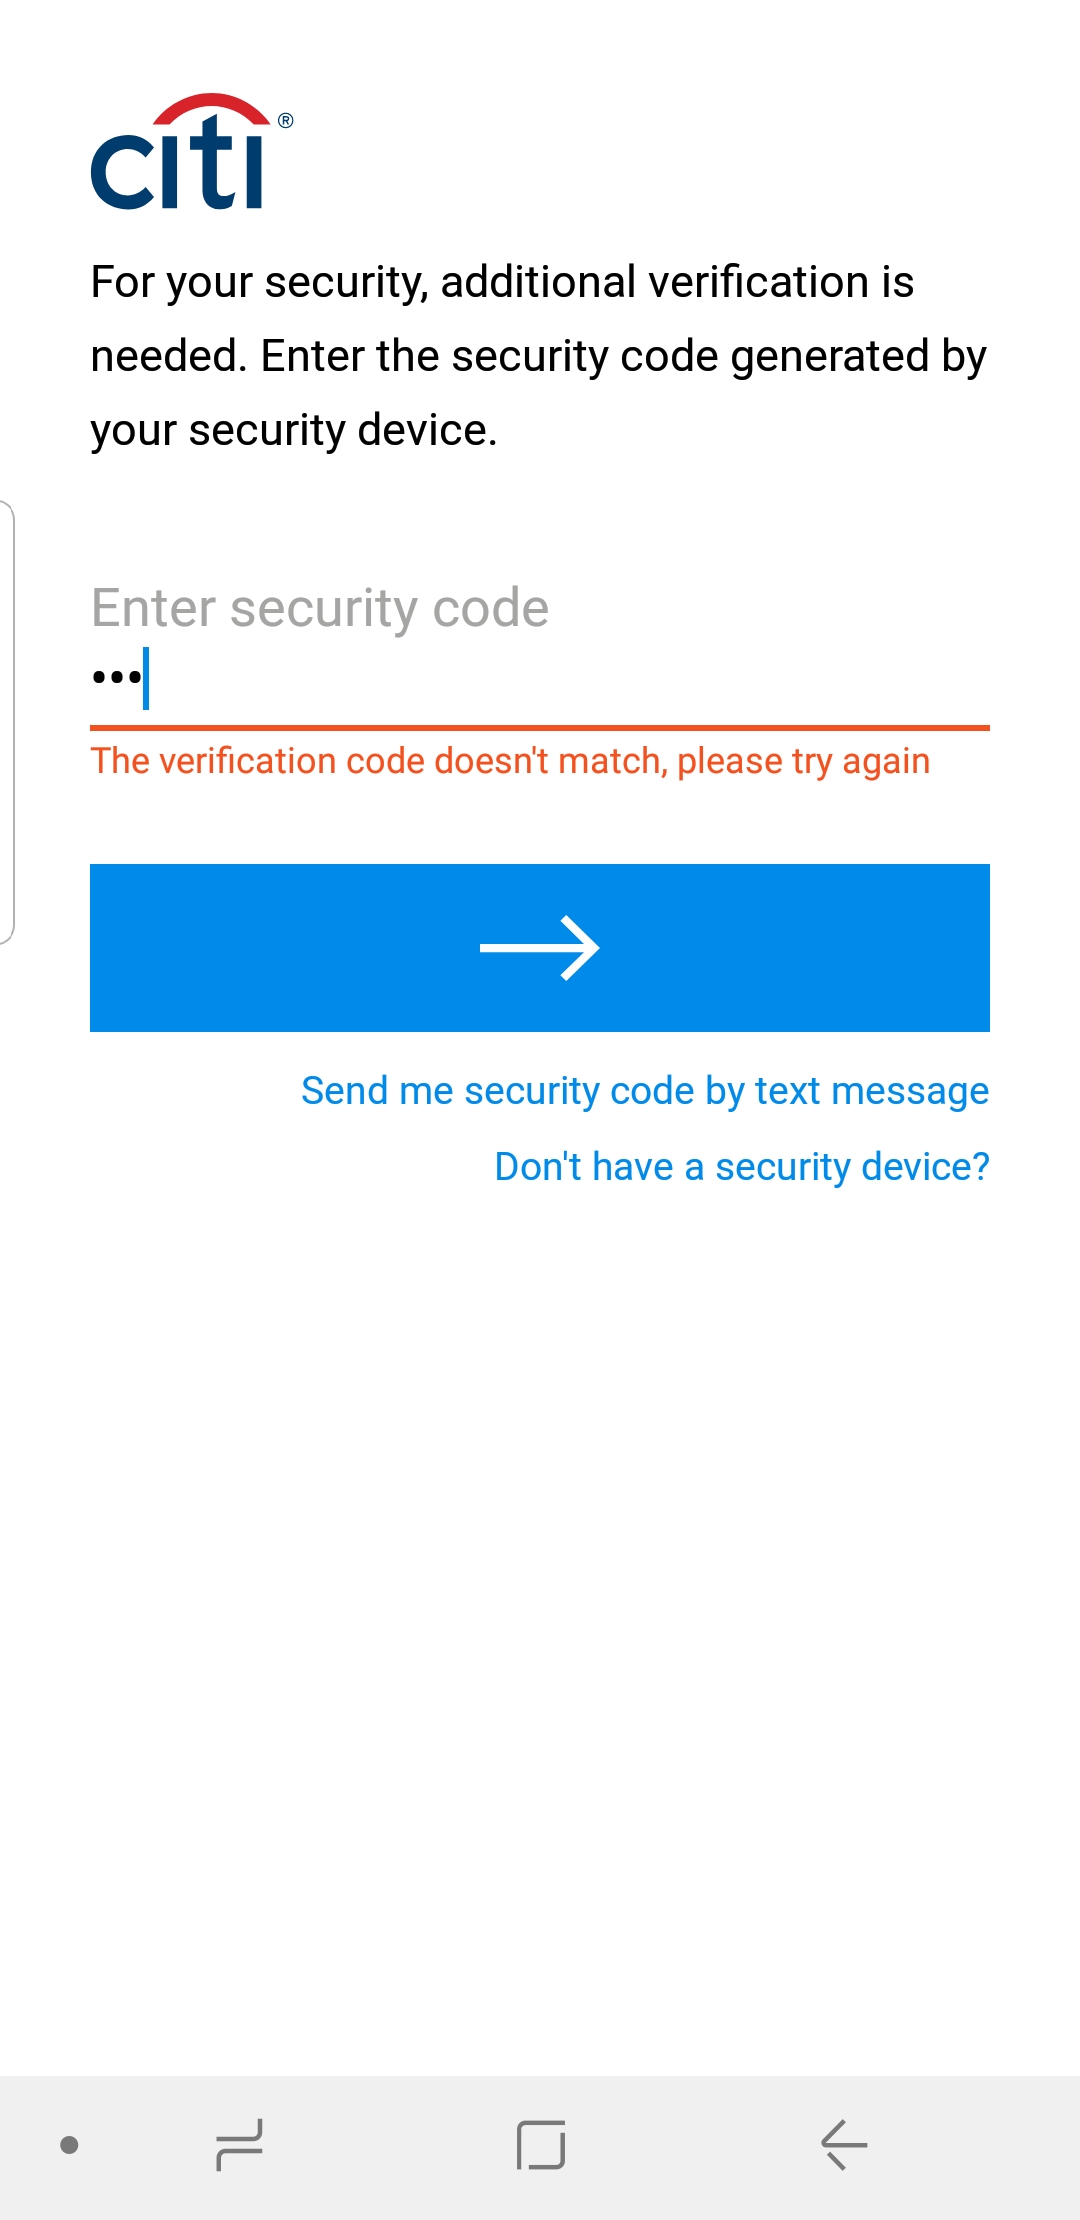 citi®
For your security, additional verification is
needed. Enter the security code generated by
your security device.
Enter security code
•••
The verification code doesn't match, please try again
Send me security code by text message
Don't have a security device?